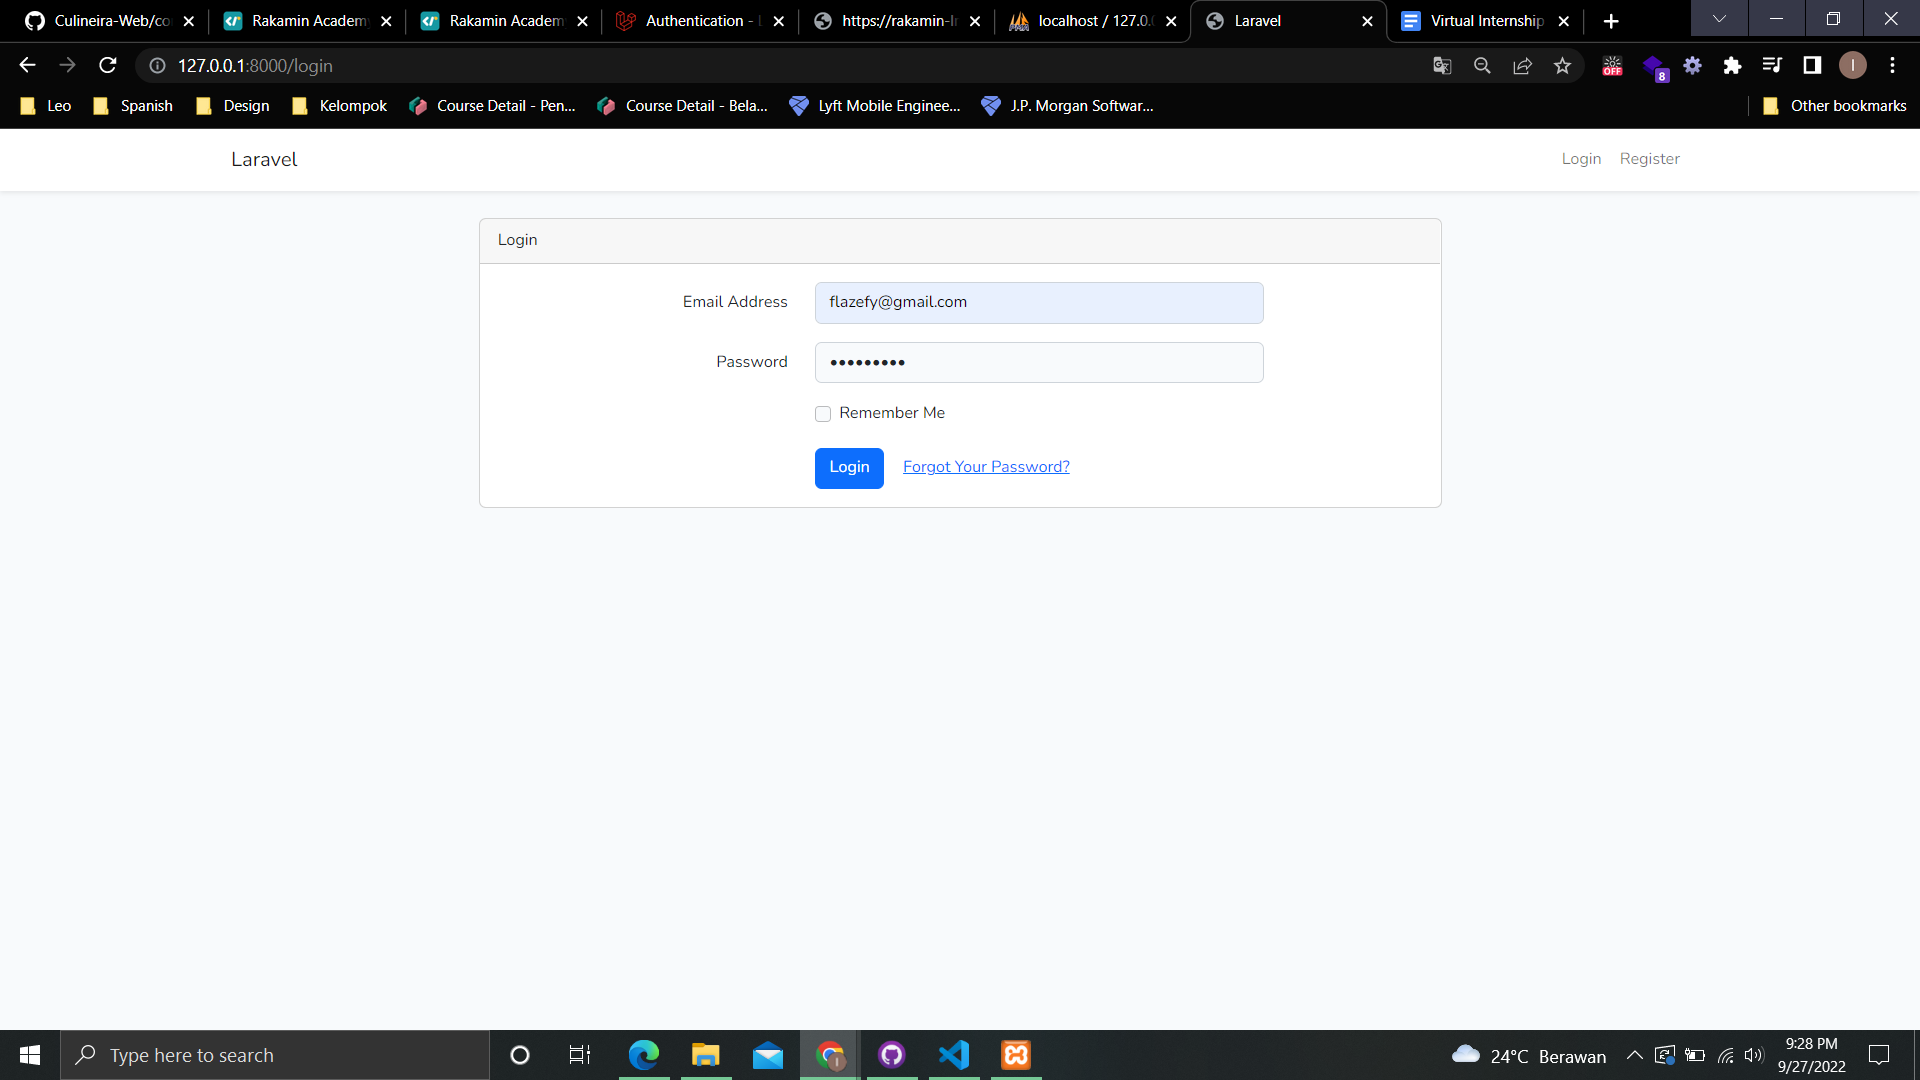 Culineira-Web/co
Rakamin Academ
Rakamin Academ
Authentication - L
https://rakamin-l
localhost / 127.0.0
Laravel
Virtual Internship
127.0.0.1:8000/login
OFF
8
I
Leo
Spanish
Design
Kelompok
Course Detail - Pen...
Course Detail - Bela...
Lyft Mobile Enginee...
J.P. Morgan Softwar...
Other bookmarks
Laravel
Login
Register
Login
Email Address
flazefy@gmail.com
Password
Remember Me
Login
Forgot Your Password?
Type here to search
24°C Berawan
9:28 PM
9/27/2022